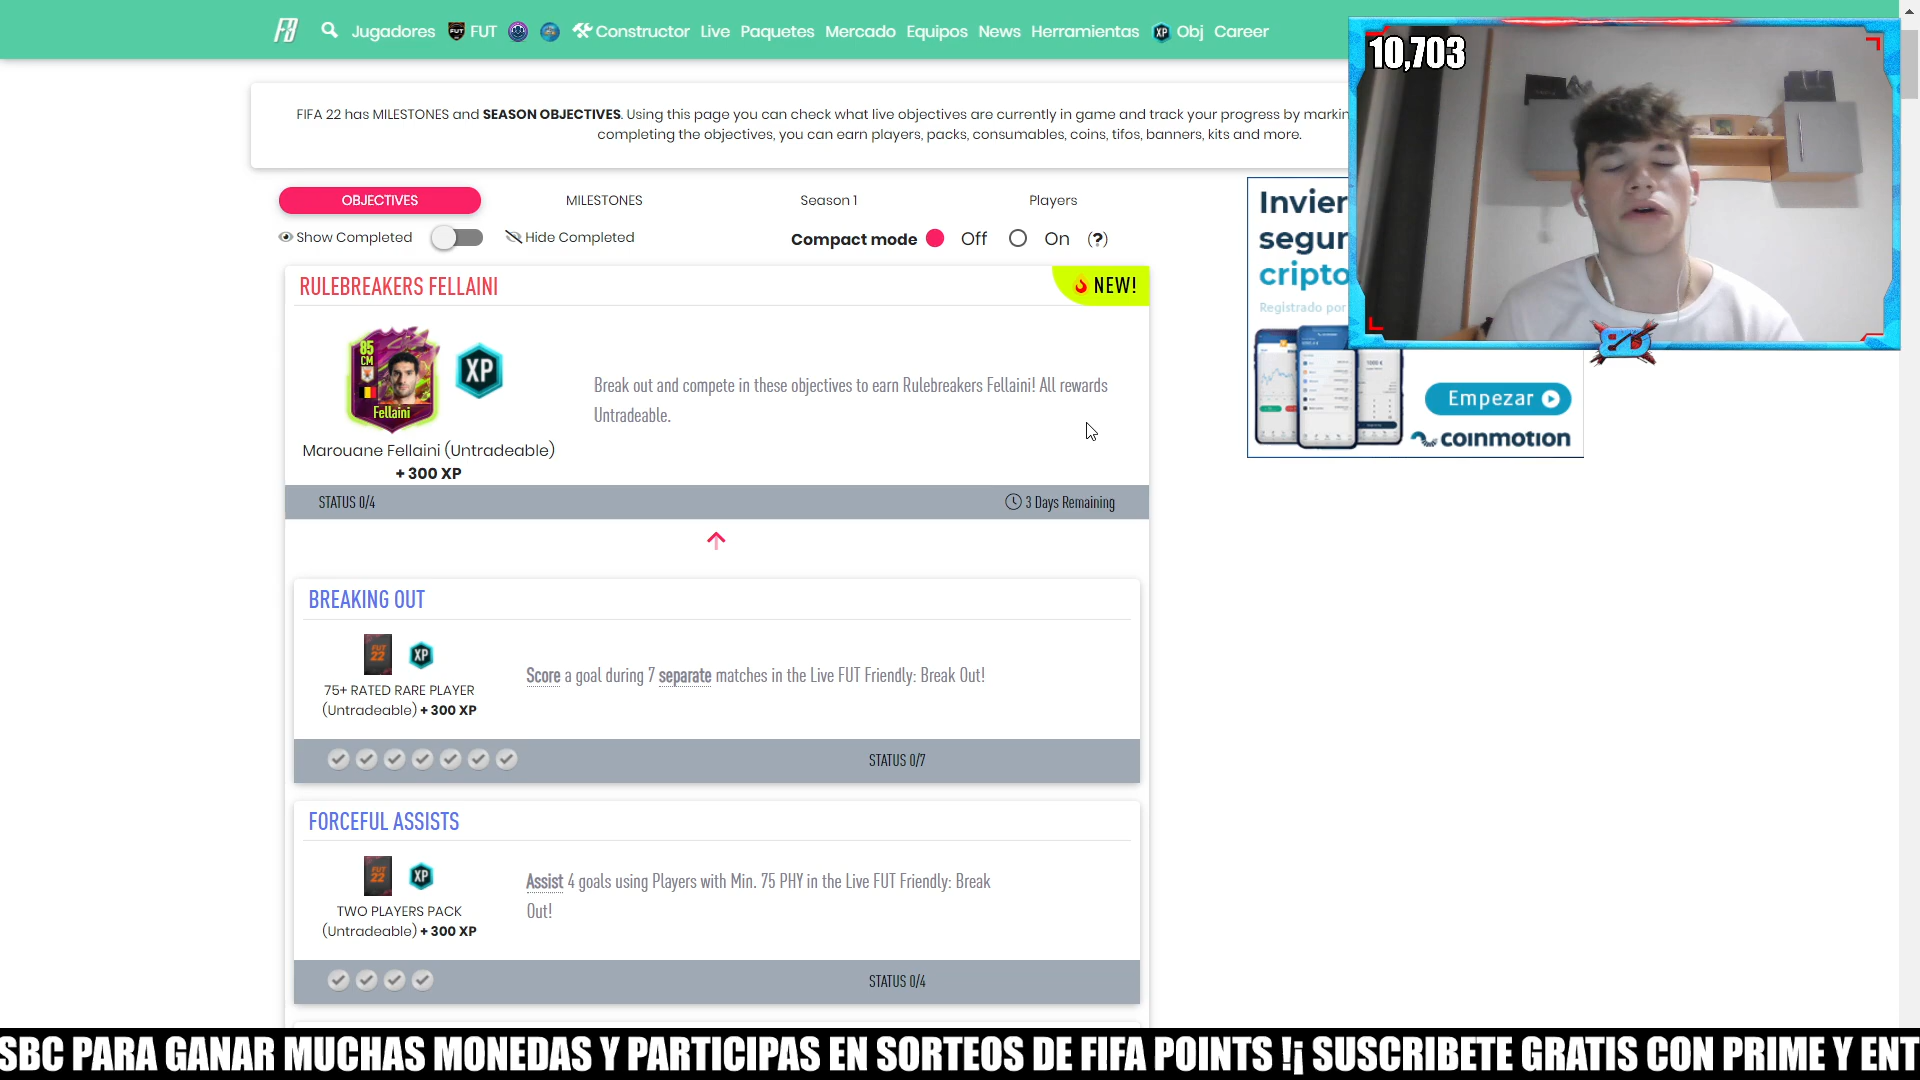 Jugadores FUT Constructor Live Paquetes Mercado Equipos News Herramientas XP Obj Career
10,703
FIFA 22 has MILESTONES and SEASON OBJECTIVES. Using this page you can check what live objectives are currently in game and track your progress by markin
completing the objectives, you can earn players, packs, consumables, coins, tifos, banners, kits and more.
OBJECTIVES MILESTONES Season 1 Players
Show Completed Hide Completed Compact mode Off On (?)
Invier
segur
cripto
Registrado por
Empezar
coinmotion
RULEBREAKERS FELLAINI NEW!
85
CM
Fellaini
XP
Break out and compete in these objectives to earn Rulebreakers Fellaini! All rewards
Untradeable.
Marouane Fellaini (Untradeable)
+ 300 XP
STATUS 0/4 3 Days Remaining
BREAKING OUT
FUT
22
XP
75+ RATED RARE PLAYER
(Untradeable) + 300 XP
Score a goal during 7 separate matches in the Live FUT Friendly: Break Out!
STATUS 0/7
FORCEFUL ASSISTS
FUT
22
XP
TWO PLAYERS PACK
(Untradeable) + 300 XP
Assist 4 goals using Players with Min. 75 PHY in the Live FUT Friendly: Break
Out!
STATUS 0/4
SBC PARA GANAR MUCHAS MONEDAS Y PARTICIPAS EN SORTEOS DE FIFA POINTS !¡ SUSCRIBETE GRATIS CON PRIME Y ENT